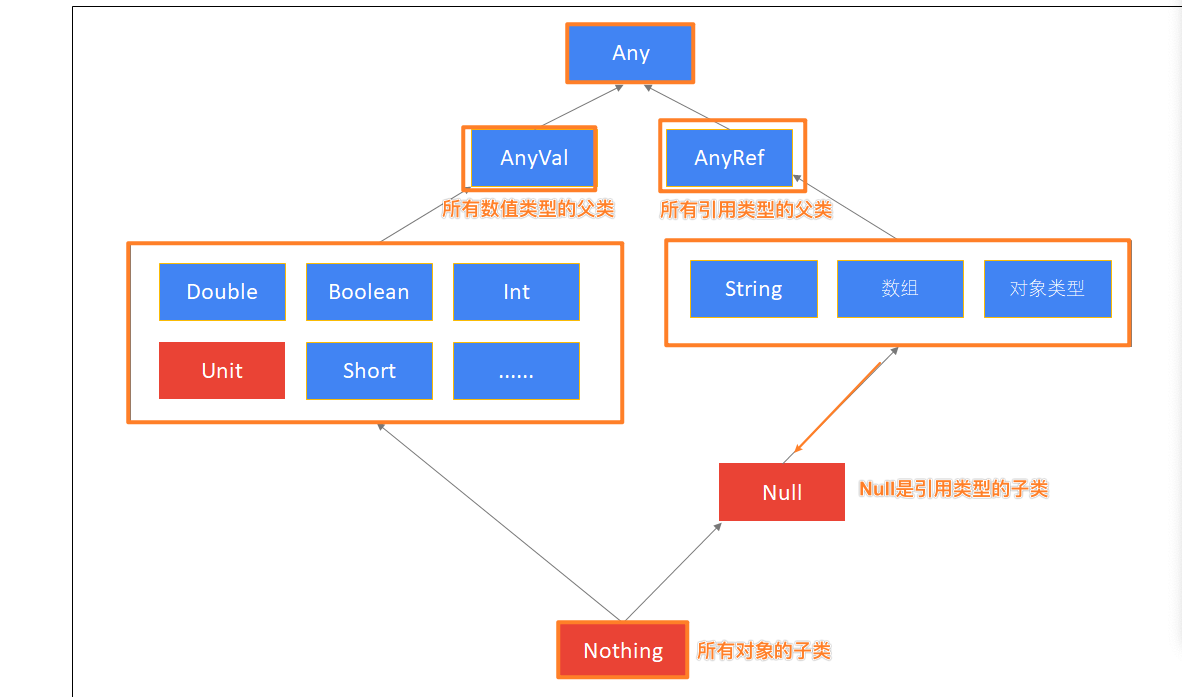 Any
AnyVal
AnyRef
所有数值类型的父类
所有引用类型的父类
Double
Boolean
Int
String
数组
对象类型
Unit
Short
......
Null
Null是引用类型的子类
Nothing
所有对象的子类